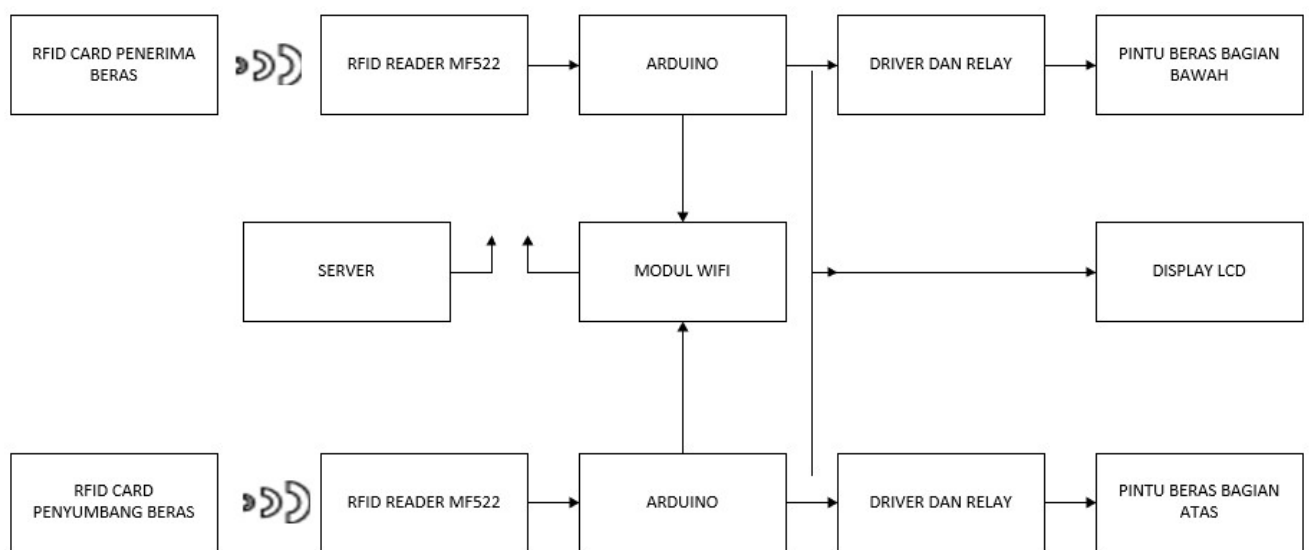 RFID CARD PENERIMA
BERAS
RFID READER MF522
ARDUINO
DRIVER DAN RELAY
PINTU BERAS BAGIAN
BAWAH
SERVER
MODUL WIFI
DISPLAY LCD
RFID CARD
PENYUMBANG BERAS
RFID READER MF522
ARDUINO
DRIVER DAN RELAY
PINTU BERAS BAGIAN
ATAS